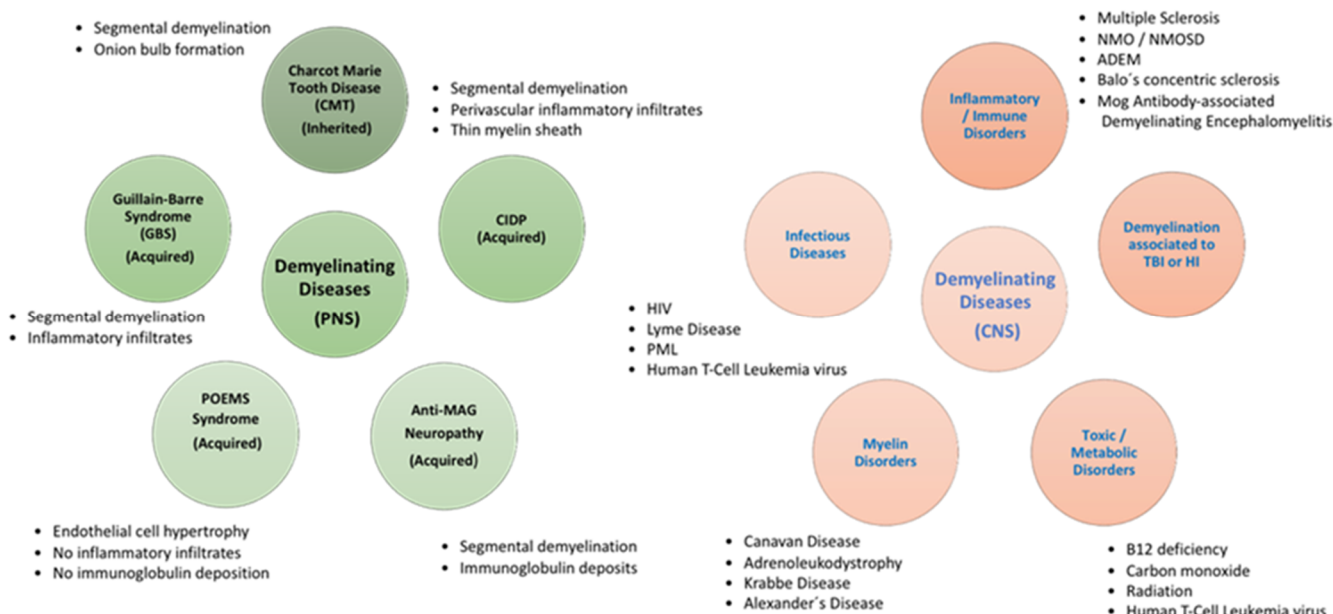 • Segmental demyelination
• Onion bulb formation
Charcot Marie
Tooth Disease
(CMT)
(Inherited)
• Segmental demyelination
• Perivascular inflammatory infiltrates
• Thin myelin sheath
Guillain-Barre
Syndrome
(GBS)
(Acquired)
CIDP
(Acquired)
Demyelinating
Diseases
(PNS)
• Segmental demyelination
• Inflammatory infiltrates
POEMS
Syndrome
(Acquired)
Anti-MAG
Neuropathy
(Acquired)
• Endothelial cell hypertrophy
• No inflammatory infiltrates
• No immunoglobulin deposition
• Segmental demyelination
• Immunoglobulin deposits
• Multiple Sclerosis
• NMO / NMOSD
• ADEM
• Balo´s concentric sclerosis
• Mog Antibody-associated
Demyelinating Encephalomyelitis
Inflammatory
/ Immune
Disorders
Infectious
Diseases
Demyelination
associated to
TBI or HI
Demyelinating
Diseases
(CNS)
• HIV
• Lyme Disease
• PML
• Human T-Cell Leukemia virus
Myelin
Disorders
Toxic /
Metabolic
Disorders
• Canavan Disease
• Adrenoleukodystrophy
• Krabbe Disease
• Alexander´s Disease
• B12 deficiency
• Carbon monoxide
• Radiation
• Human T-Cell Leukemia virus